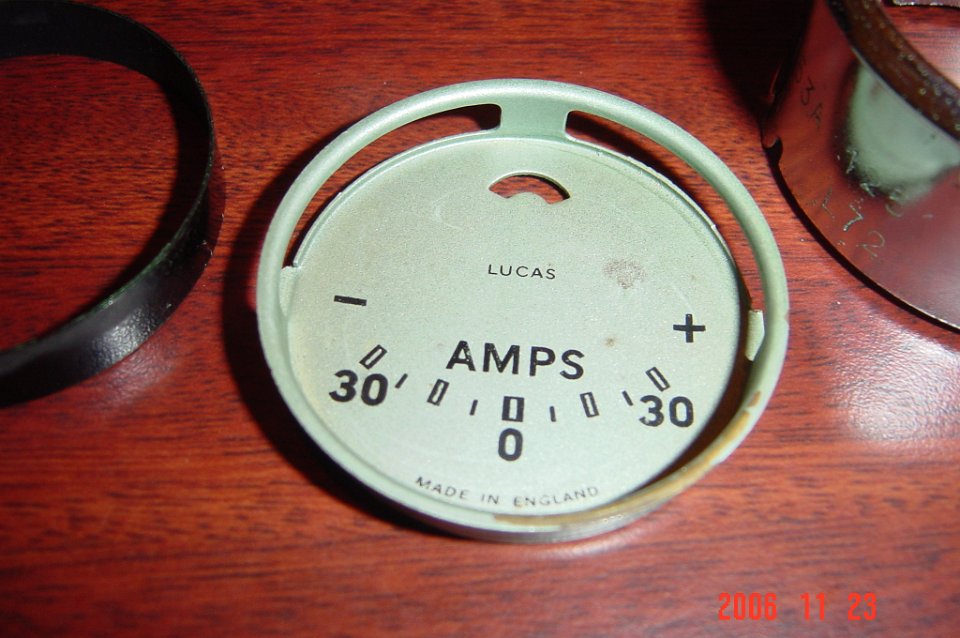 LUCAS
- +
AMPS
30 0 30
MADE IN ENGLAND
2006 11 23